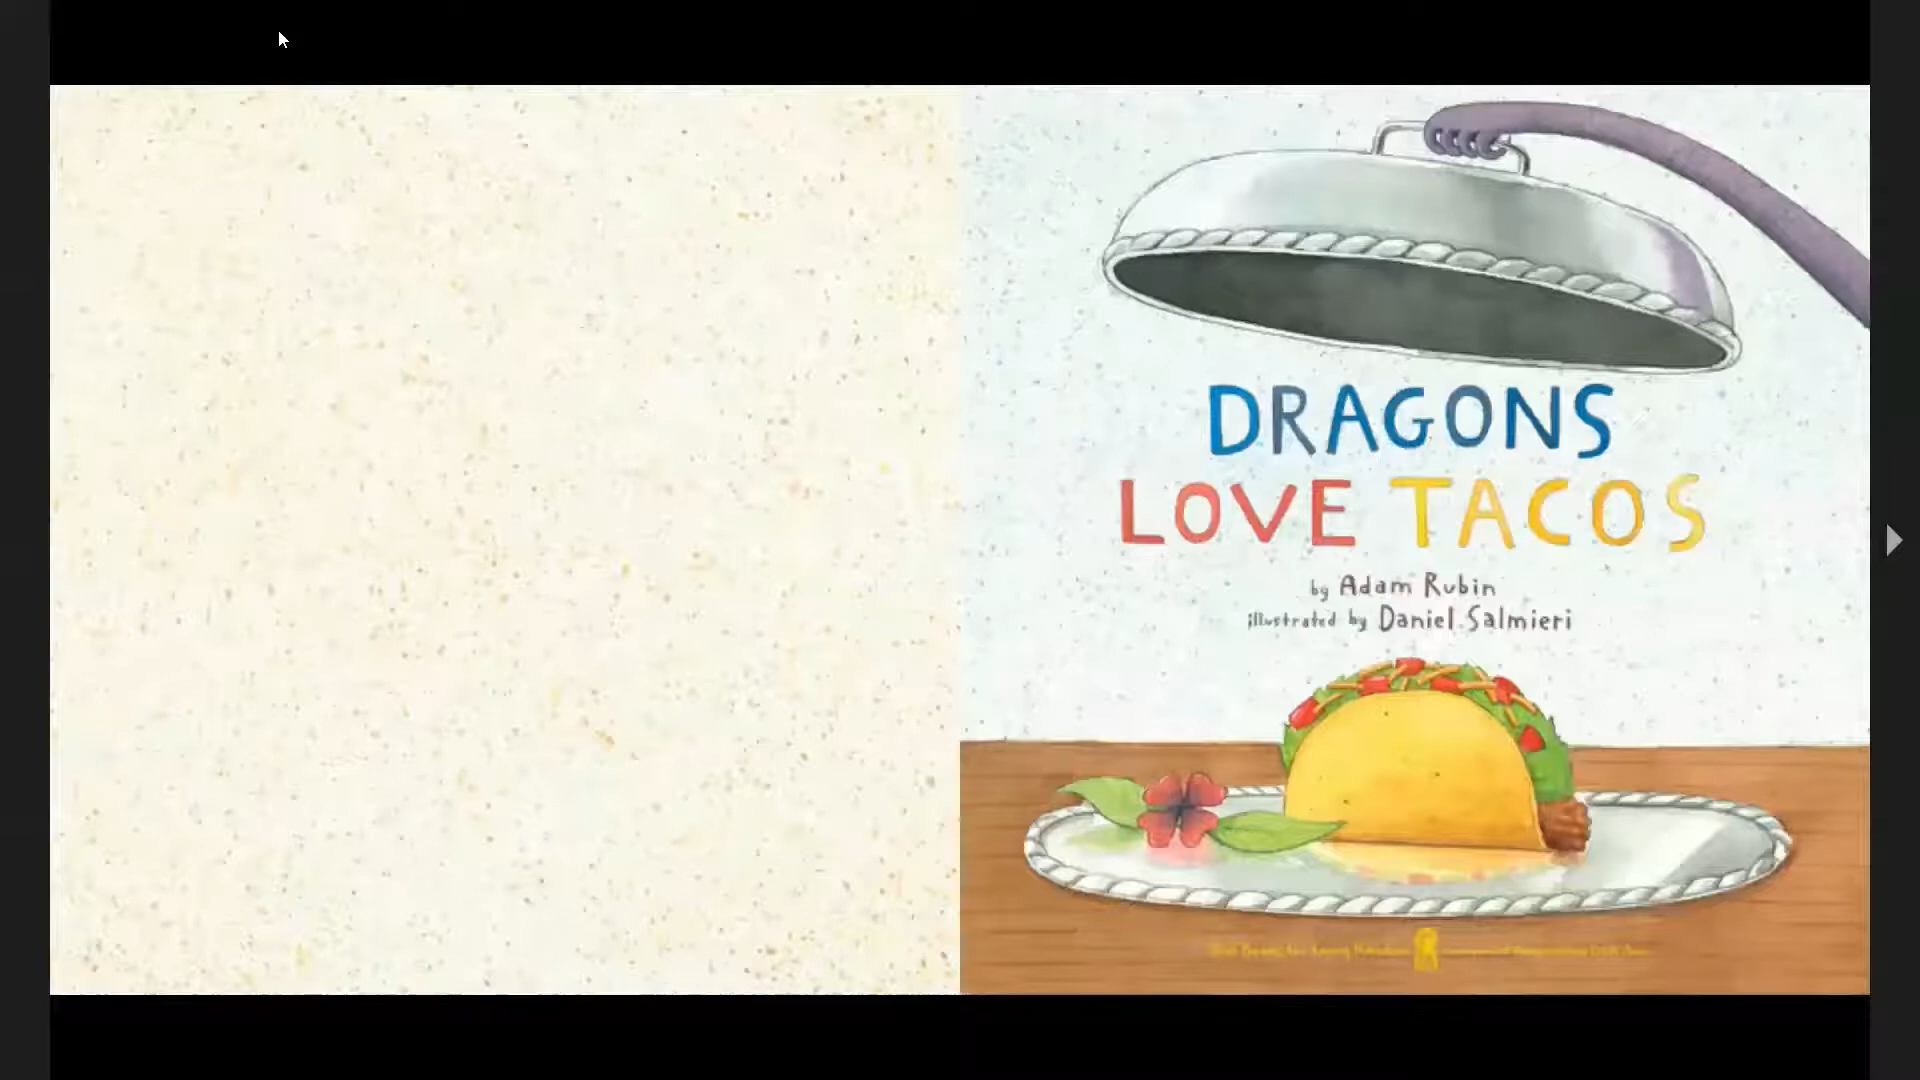 DRAGONS
LOVE TACOS
by Adam Rubin
illustrated by Daniel Salmieri